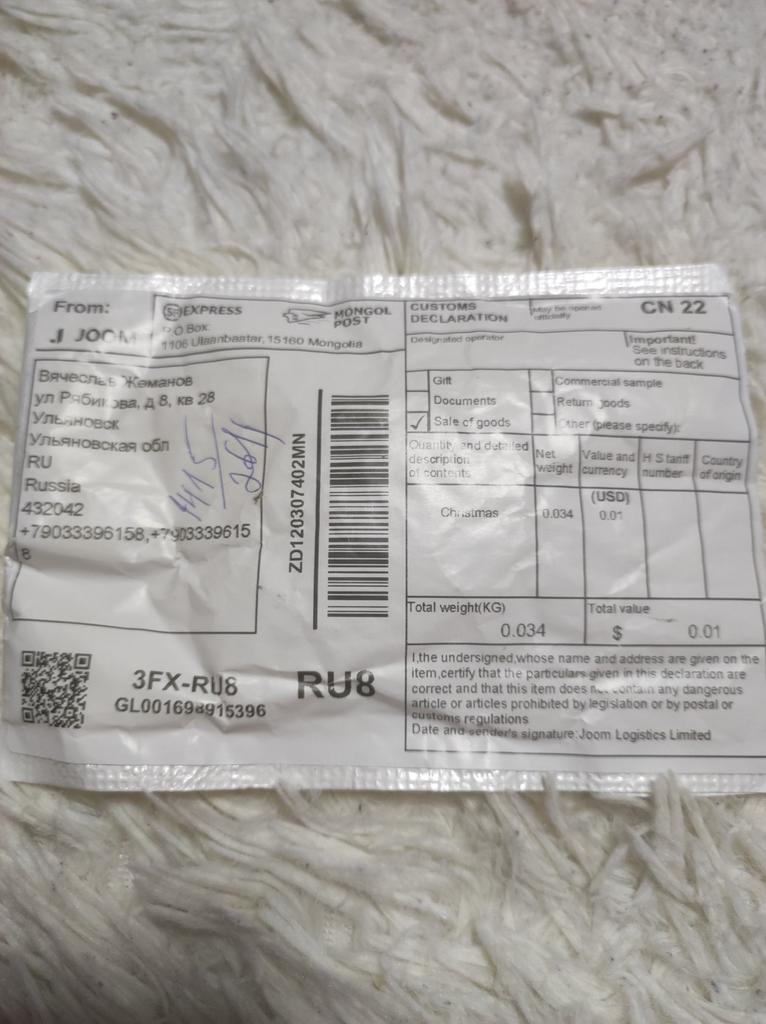 From:
JOOM
EXPRESS
MONGOL
POST
P.O Box:
1106 Ulaanbaatar, 15160 Mongolia
Вячеслав Жеманов
ул Рябикова, д 8, кв 28
Ульяновск
Ульяновская обл
RU
Russia
432042
+79033396158,+7903339615
8
415
ZD120307402MN
3FX-RU8
GL001698915396
RU8
CUSTOMS
DECLARATION
May be opened
officially
CN 22
Designated operator
Important!
See instructions
on the back
Gift
Commercial sample
Documents
Return goods
✓ Sale of goods
Other (please specify):
Quantity and detailed
description
of contents
Net
weight
Value and
currency
H S tariff
number
Country
of origin
(USD)
Christmas
0.034
0.01
Total weight(KG)
Total value
0.034
$ 0.01
I,the undersigned,whose name and address are given on the
item,certify that the particulars given in this declaration are
correct and that this item does not contain any dangerous
article or articles prohibited by legislation or by postal or
customs regulations
Date and sender's signature:Joom Logistics Limited